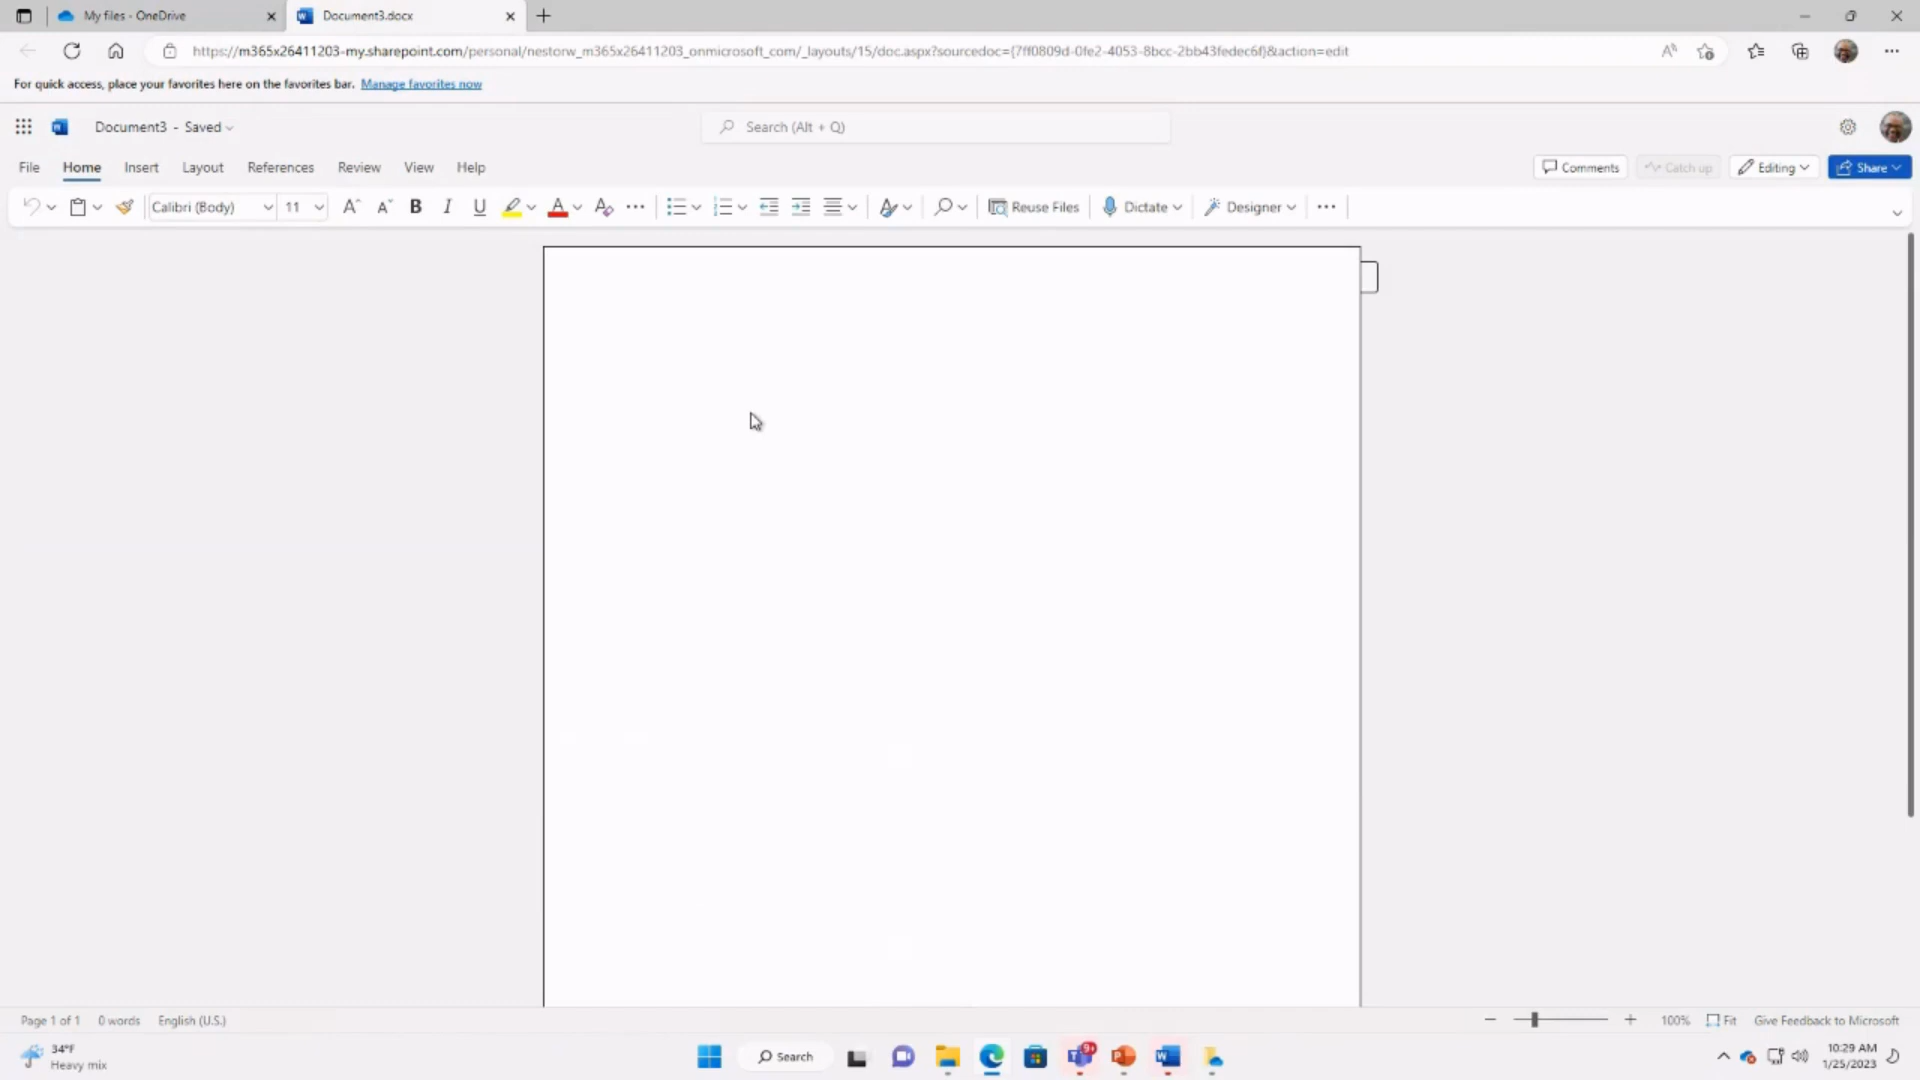 My files - OneDrive
Document3.docx
https://m365x26411203-my.sharepoint.com/personal/nestorw_m365x26411203_onmicrosoft_com/_layouts/15/doc.aspx?sourcedoc={7ff0809d-0fe2-4053-8bcc-2bb43fedec6f}&action=edit
For quick access, place your favorites here on the favorites bar. Manage favorites now
Document3 - Saved
Search (Alt + Q)
File Home Insert Layout References Review View Help
Comments Catch up Editing Share
Calibri (Body) 11 A A B I U A Reuse Files Dictate Designer
Page 1 of 1 0 words English (U.S.) 100% Fit Give Feedback to Microsoft
34°F
Heavy mix
Search
9+
10:29 AM
1/25/2023